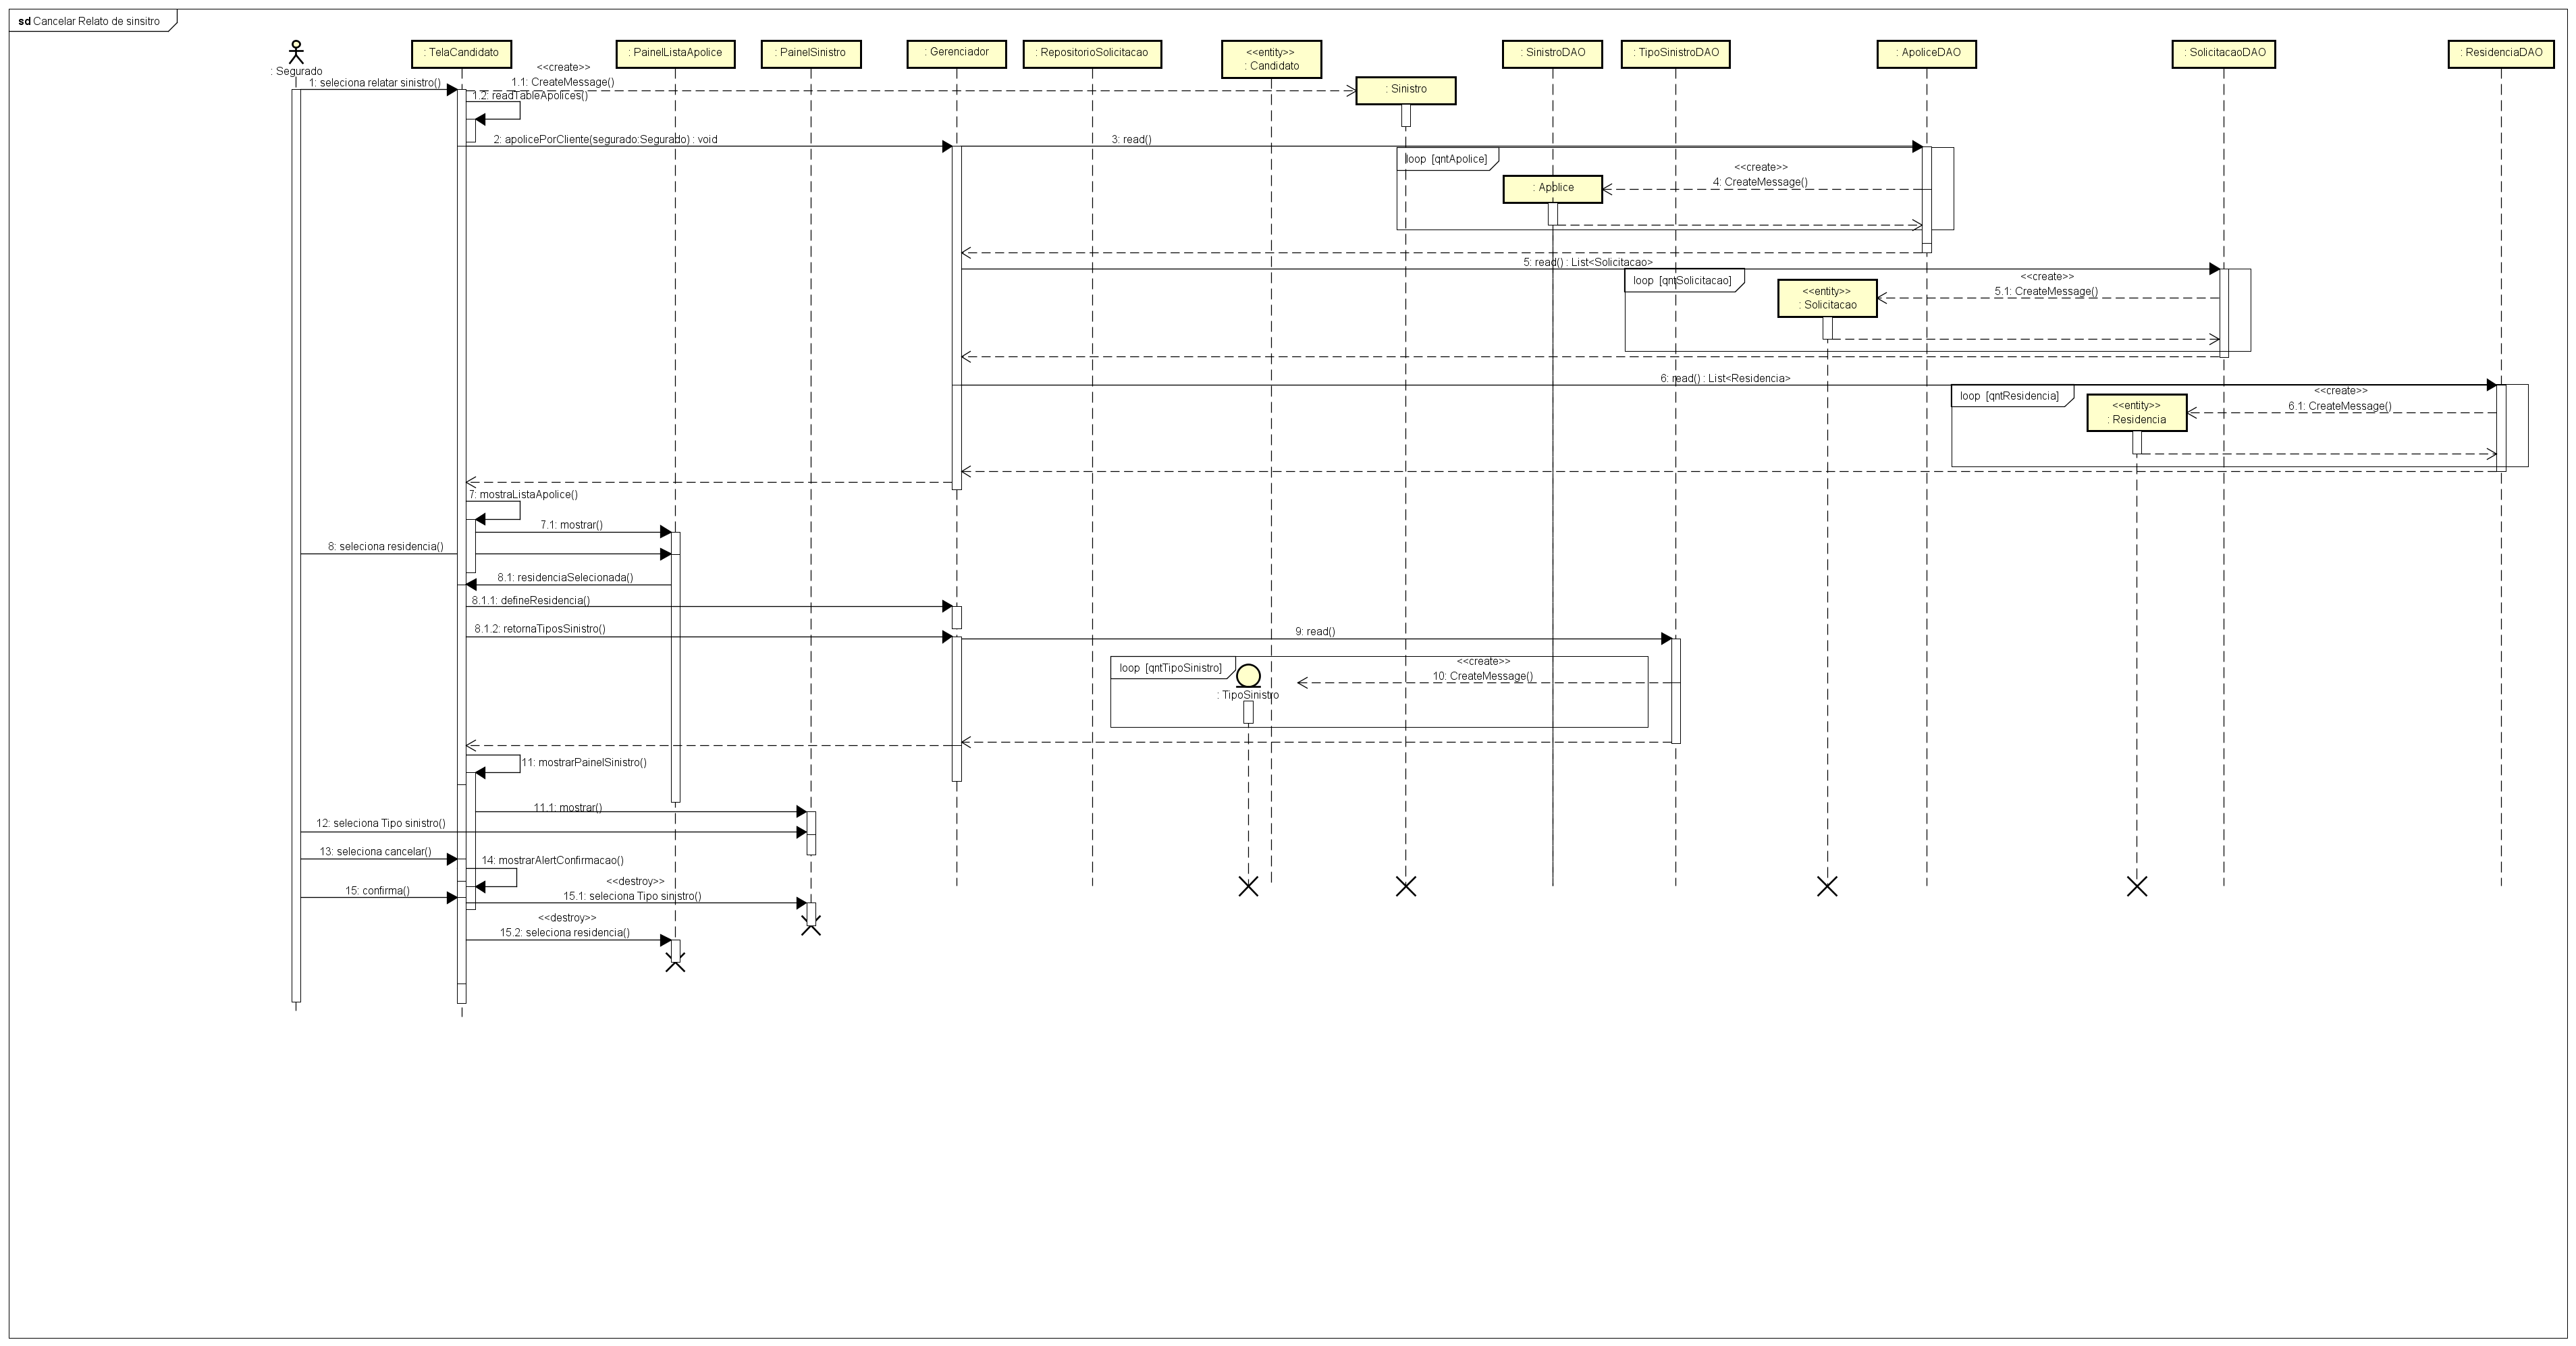 sd Cancelar Relato de sinsitro
: Segurado
: TelaCandidato
: PainelListaApolice
: PainelSinistro
: Gerenciador
: RepositorioSolicitacao
<<entity>>
: Candidato
: SinistroDAO
: TipoSinistroDAO
: ApoliceDAO
: SolicitacaoDAO
: ResidenciaDAO
1: seleciona relatar sinistro()
<<create>>
1.1: CreateMessage()
: Sinistro
1.2: readTableApolices()
2: apolicePorCliente(segurado:Segurado) : void
3: read()
loop [qntApolice]
<<create>>
4: CreateMessage()
: Apolice
5: read() : List<Solicitacao>
loop [qntSolicitacao]
<<create>>
5.1: CreateMessage()
<<entity>>
: Solicitacao
6: read() : List<Residencia>
loop [qntResidencia]
<<create>>
6.1: CreateMessage()
<<entity>>
: Residencia
7: mostraListaApolice()
7.1: mostrar()
8: seleciona residencia()
8.1: residenciaSelecionada()
8.1.1: defineResidencia()
8.1.2: retornaTiposSinistro()
9: read()
loop [qntTipoSinistro]
<<create>>
10: CreateMessage()
: TipoSinistro
11: mostrarPainelSinistro()
11.1: mostrar()
12: seleciona Tipo sinistro()
13: seleciona cancelar()
14: mostrarAlertConfirmacao()
15: confirma()
<<destroy>>
15.1: seleciona Tipo sinistro()
<<destroy>>
15.2: seleciona residencia()